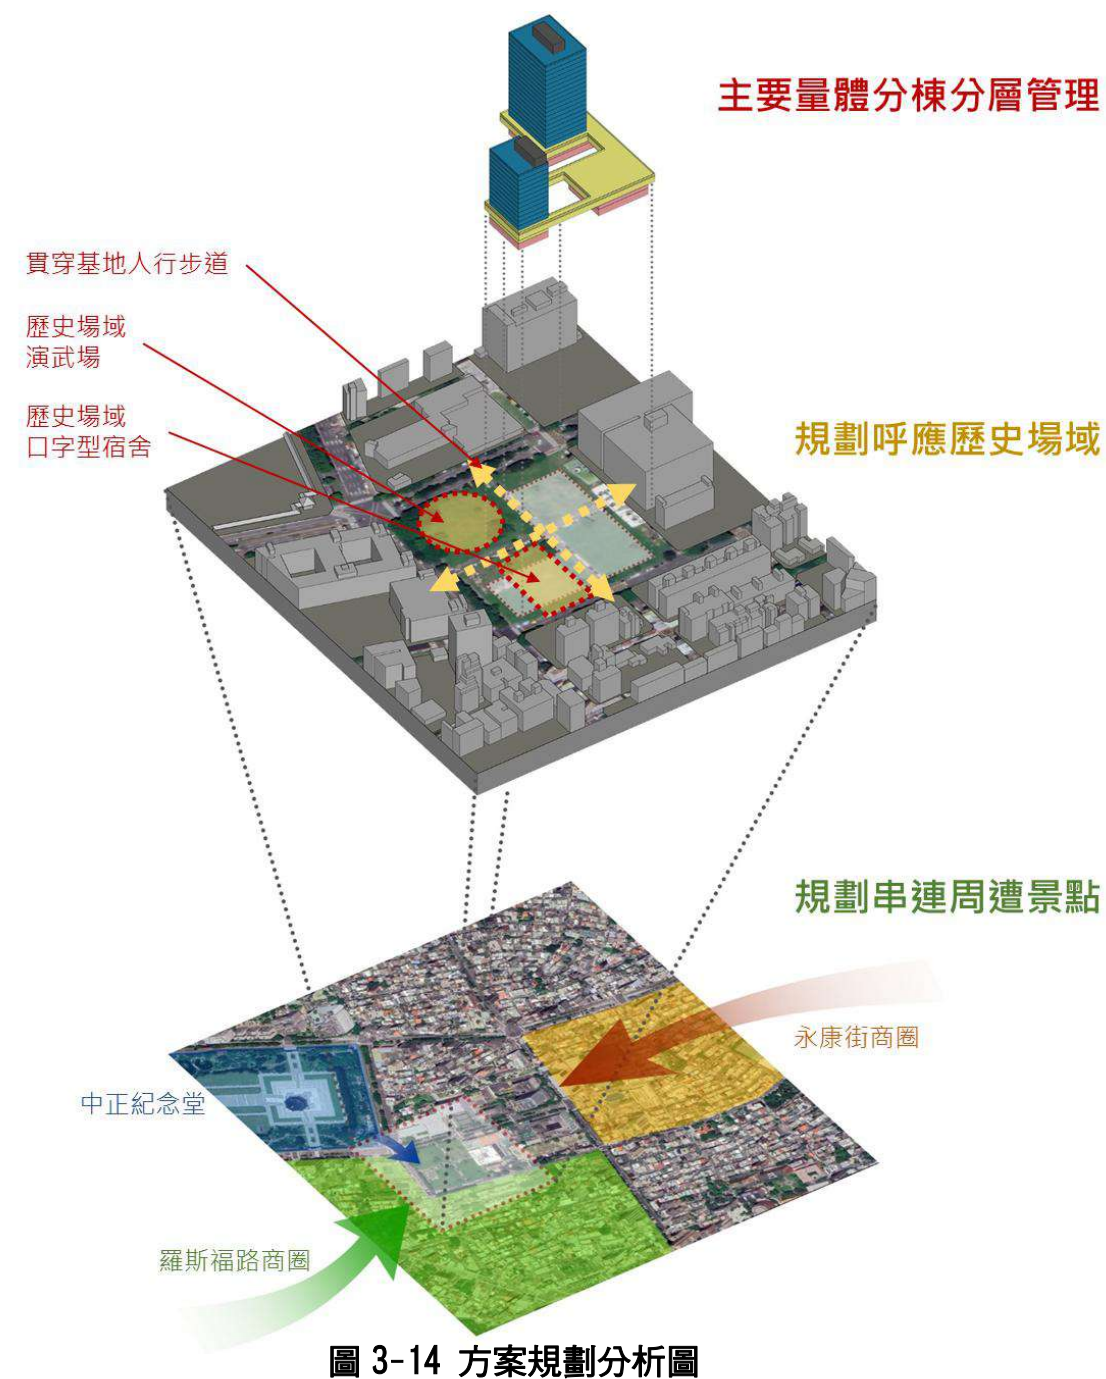 主要量體分棟分層管理
貫穿基地人行步道
歷史場域
演武場
歷史場域
口字型宿舍
規劃呼應歷史場域
規劃串連周遭景點
永康街商圈
中正紀念堂
羅斯福路商圈
圖 3-14 方案規劃分析圖